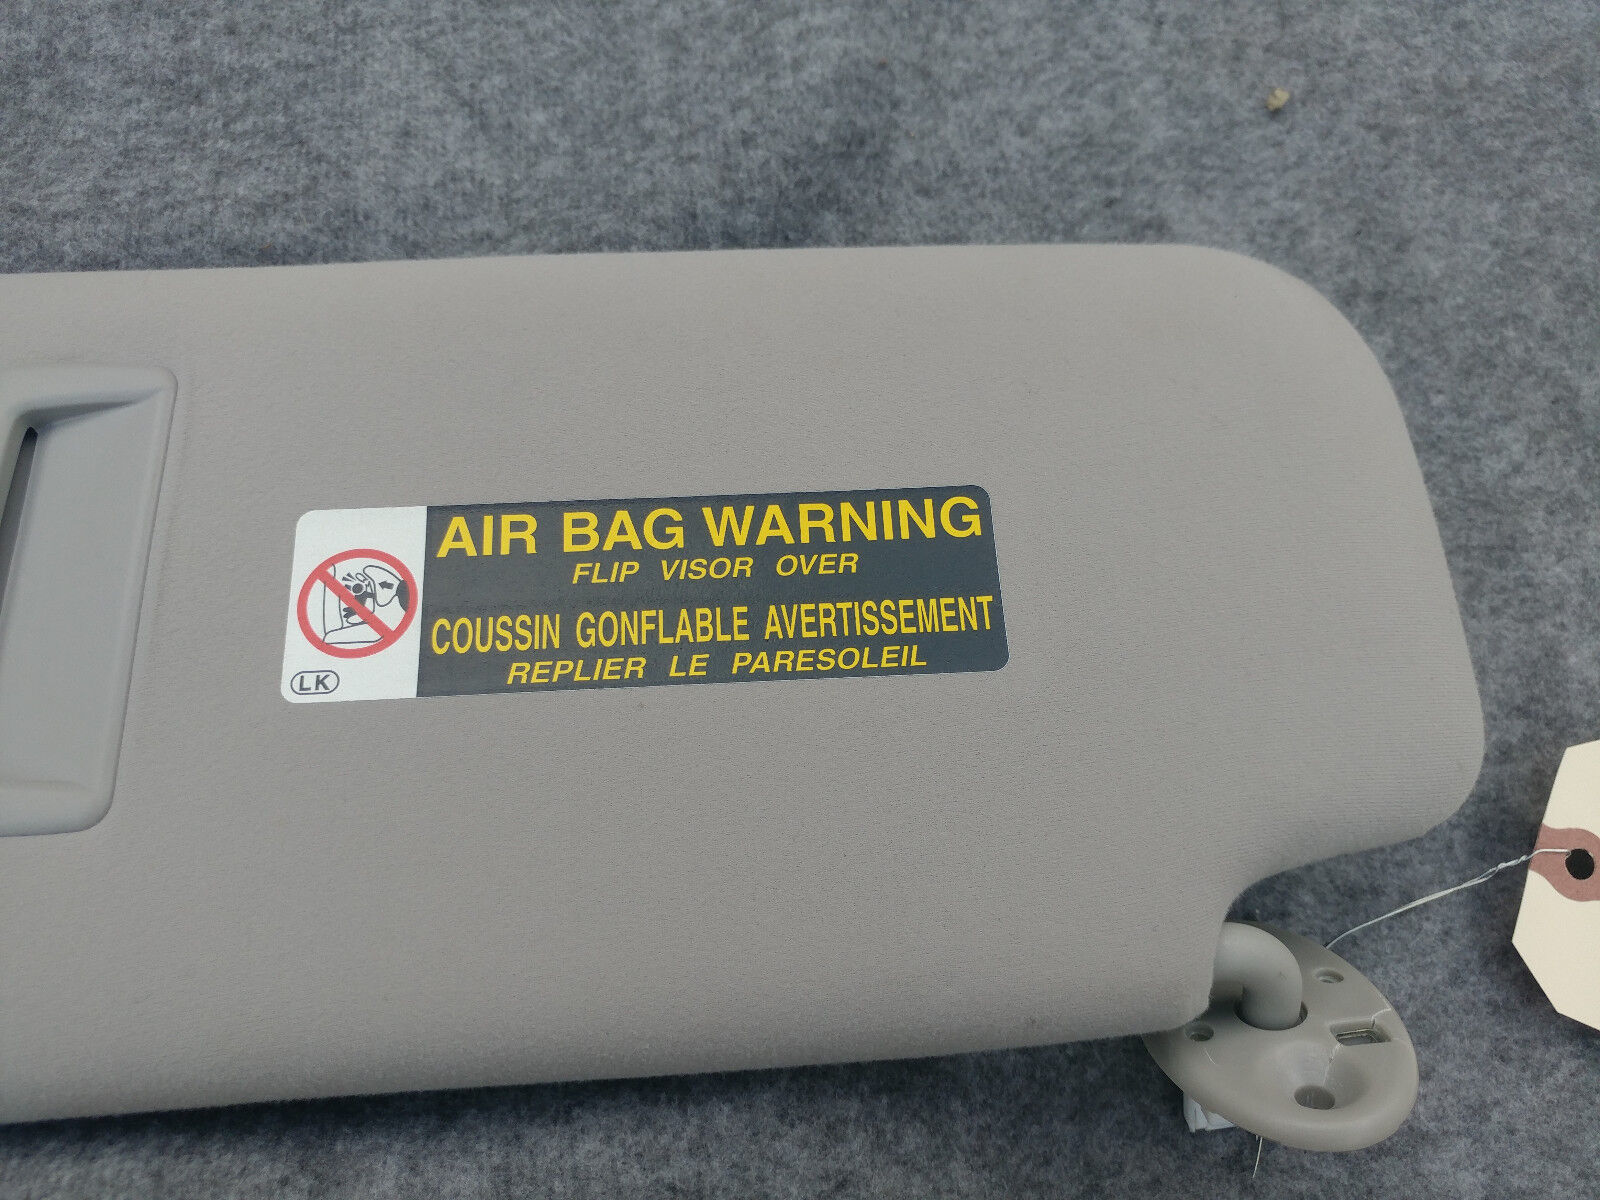 AIR BAG WARNING
FLIP VISOR OVER
COUSSIN GONFLABLE AVERTISSEMENT
REPLIER LE PARESOLEIL
LK